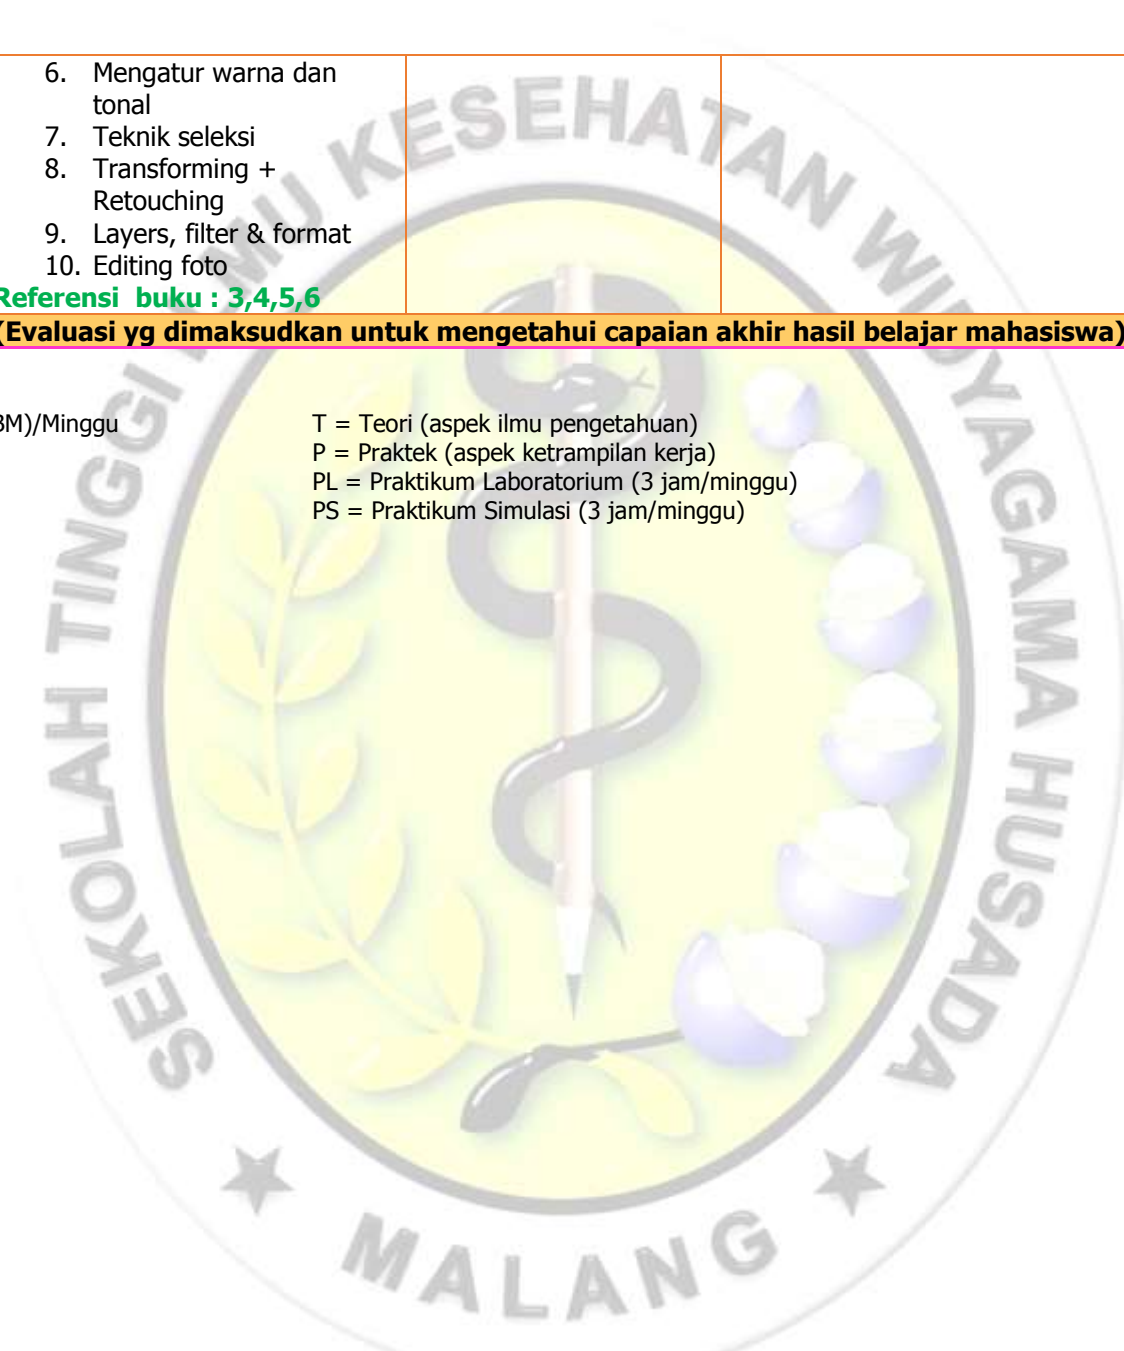 6. Mengatur warna dan
tonal
7. Teknik seleksi
8. Transforming +
Retouching
9. Layers, filter & format
10. Editing foto
Referensi buku : 3,4,5,6
(Evaluasi yg dimaksudkan untuk mengetahui capaian akhir hasil belajar mahasiswa)
BM)/Minggu
T = Teori (aspek ilmu pengetahuan)
P = Praktek (aspek ketrampilan kerja)
PL = Praktikum Laboratorium (3 jam/minggu)
PS = Praktikum Simulasi (3 jam/minggu)
SEKOLAH TINGGI ILMU KESEHATAN WIDYAGAMA HUSADA
MALANG